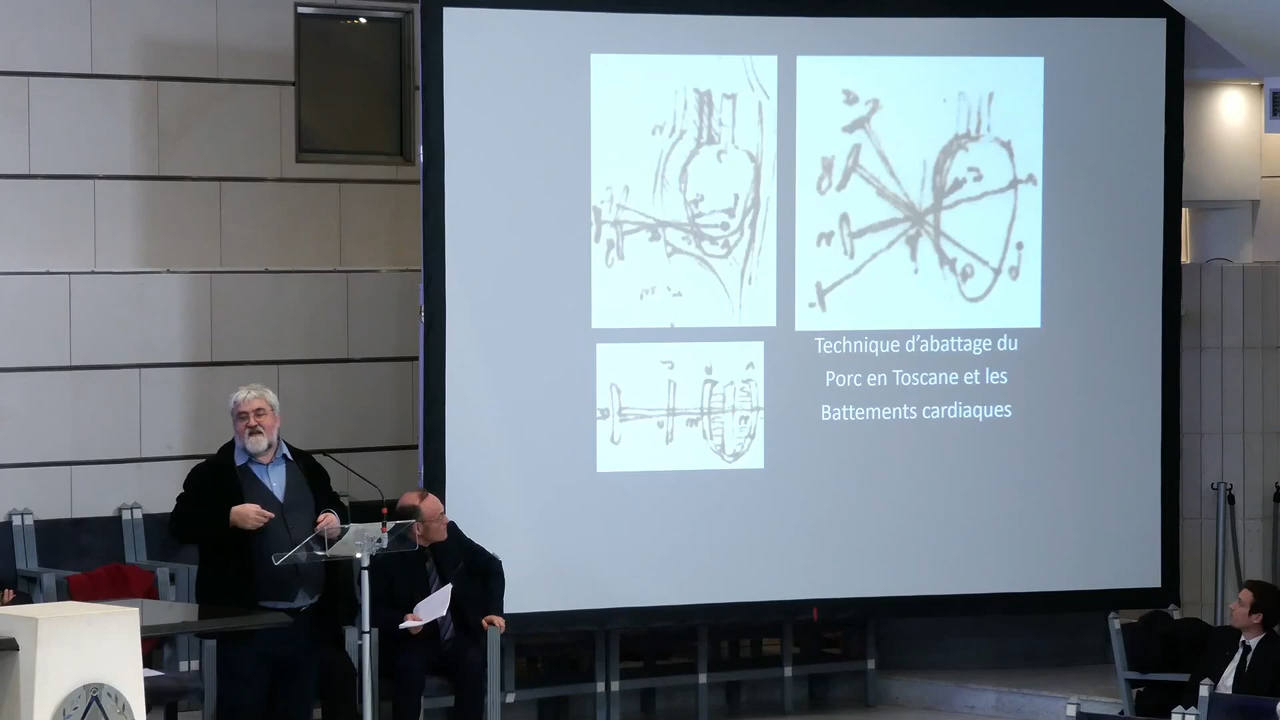 Technique d’abattage du
Porc en Toscane et les
Battements cardiaques